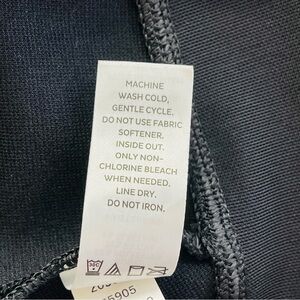 MACHINE
WASH COLD,
GENTLE CYCLE.
DO NOT USE FABRIC
SOFTENER.
INSIDE OUT.
ONLY NON-
CHLORINE BLEACH
WHEN NEEDED.
LINE DRY.
DO NOT IRON.
5905